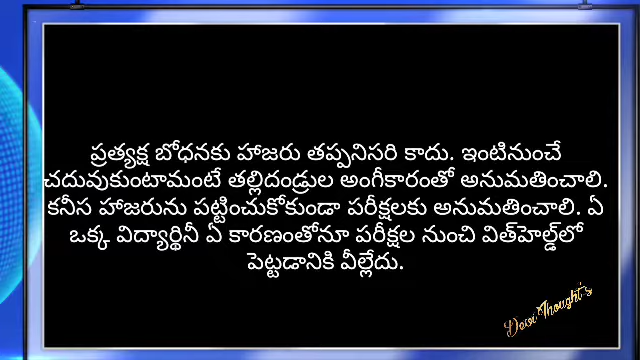 ప్రత్యక్ష బోధనకు హాజరు తప్పనిసరి కాదు. ఇంటినుంచే
చదువుకుంటామంటే తల్లిదండ్రుల అంగీకారంతో అనుమతించాలి.
కనీస హాజరును పట్టించుకోకుండా పరీక్షలకు అనుమతించాలి. ఏ
ఒక్క విద్యార్థినీ ఏ కారణంతోనూ పరీక్షల నుంచి విత్‌హెల్డ్‌లో
పెట్టడానికి వీల్లేదు.
Devi Thought's